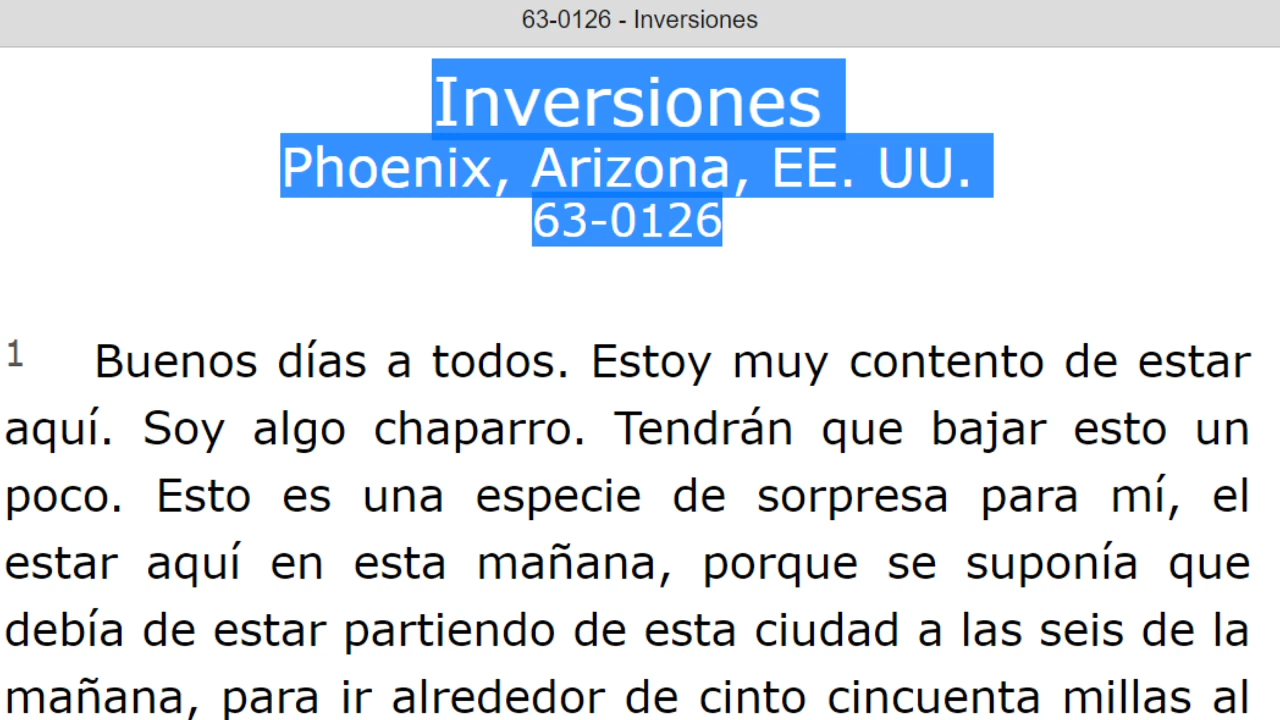 63-0126 - Inversiones
Inversiones
Phoenix, Arizona, EE. UU.
63-0126
1 Buenos días a todos. Estoy muy contento de estar
aquí. Soy algo chaparro. Tendrán que bajar esto un
poco. Esto es una especie de sorpresa para mí, el
estar aquí en esta mañana, porque se suponía que
debía de estar partiendo de esta ciudad a las seis de la
mañana, para ir alrededor de cinto cincuenta millas al